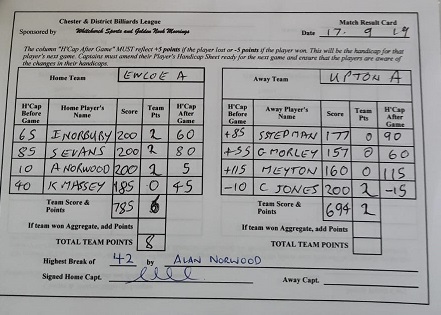 Chester & District Billiards League
Match Result Card
Sponsored by Whitchurch Sports and Golden Nook Moorings
Date 17. 9 19
The column "H'Cap After Game" MUST reflect +5 points if the player lost or -5 points if the player won. This will be the handicap for that
player's next game. Captains must amend their Player's Handicap Sheet ready for the next game and ensure that the players are aware of
the changes in their handicaps.
Home Team EWLOE A
Away Team UPTON A
H'Cap Before Game Home Player's Name Score Team Pts H'Cap After Game
65 I NORBURY 200 2 60
85 S EVANS 200 2 80
10 A NORWOOD 200 2 5
40 K MASSEY 185 0 45
Team Score & Points 785 6
If team won Aggregate, add Points
TOTAL TEAM POINTS 8
H'Cap Before Game Away Player's Name Score Team Pts H'Cap After Game
+85 S STEDMAN 177 0 90
+55 G MORLEY 157 0 60
+115 M EYTON 160 0 115
-10 C JONES 200 2 -15
Team Score & Points 694 2
If team won Aggregate, add Points
TOTAL TEAM POINTS
Highest Break of 42 by ALAN NORWOOD
Signed Home Capt.
Away Capt.